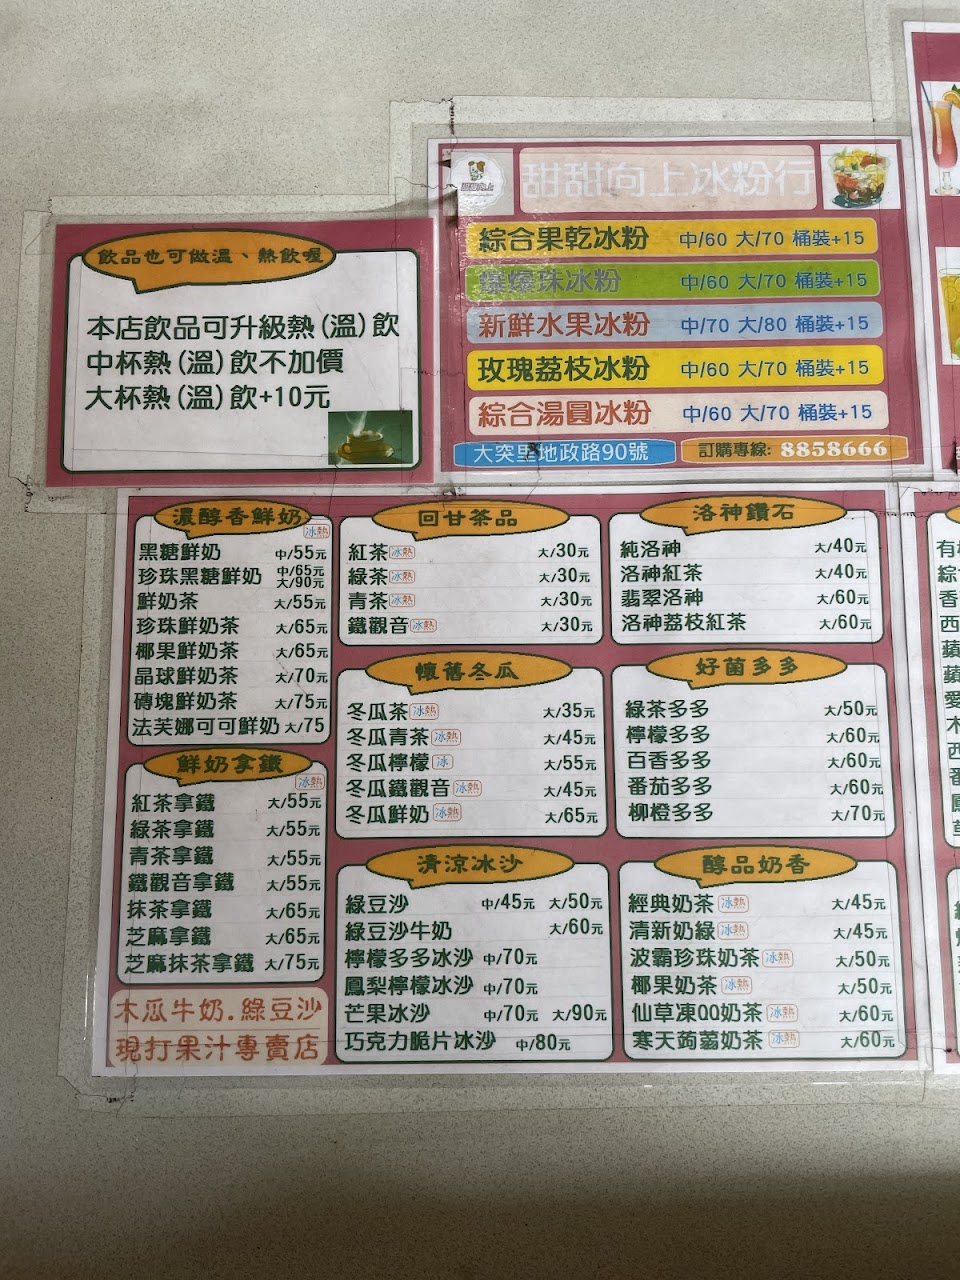 飲品也可做溫、熱飲喔
本店飲品可升級熱(溫)飲
中杯熱(溫)飲不加價
大杯熱(溫)飲+10元
甜甜向上
甜甜向上冰粉行
綜合果乾冰粉 中/60 大/70 桶裝+15
爆爆珠冰粉 中/60 大/70 桶裝+15
新鮮水果冰粉 中/70 大/80 桶裝+15
玫瑰荔枝冰粉 中/60 大/70 桶裝+15
綜合湯圓冰粉 中/60 大/70 桶裝+15
大突里地政路90號 訂購專線: 8858666
濃醇香鮮奶
冰熱
黑糖鮮奶 中/55元
珍珠黑糖鮮奶 中/65元 大/90元
鮮奶茶 大/55元
珍珠鮮奶茶 大/65元
椰果鮮奶茶 大/65元
晶球鮮奶茶 大/70元
磚塊鮮奶茶 大/75元
法芙娜可可鮮奶 大/75
鮮奶拿鐵
冰熱
紅茶拿鐵 大/55元
綠茶拿鐵 大/55元
青茶拿鐵 大/55元
鐵觀音拿鐵 大/55元
抹茶拿鐵 大/65元
芝麻拿鐵 大/65元
芝麻抹茶拿鐵 大/75元
木瓜牛奶.綠豆沙
現打果汁專賣店
回甘茶品
紅茶 冰熱 大/30元
綠茶 冰熱 大/30元
青茶 冰熱 大/30元
鐵觀音 冰熱 大/30元
懷舊冬瓜
冬瓜茶 冰熱 大/35元
冬瓜青茶 冰熱 大/45元
冬瓜檸檬 冰 大/55元
冬瓜鐵觀音 冰熱 大/45元
冬瓜鮮奶 冰熱 大/65元
清涼冰沙
綠豆沙 中/45元 大/50元
綠豆沙牛奶 大/60元
檸檬多多冰沙 中/70元
鳳梨檸檬冰沙 中/70元
芒果冰沙 中/70元 大/90元
巧克力脆片冰沙 中/80元
洛神鑽石
純洛神 大/40元
洛神紅茶 大/40元
翡翠洛神 大/60元
洛神荔枝紅茶 大/60元
好菌多多
綠茶多多 大/50元
檸檬多多 大/60元
百香多多 大/60元
番茄多多 大/60元
柳橙多多 大/70元
醇品奶香
經典奶茶 冰熱 大/45元
清新奶綠 冰熱 大/45元
波霸珍珠奶茶 冰熱 大/50元
椰果奶茶 冰熱 大/50元
仙草凍QQ奶茶 冰熱 大/60元
寒天蒟蒻奶茶 冰熱 大/60元